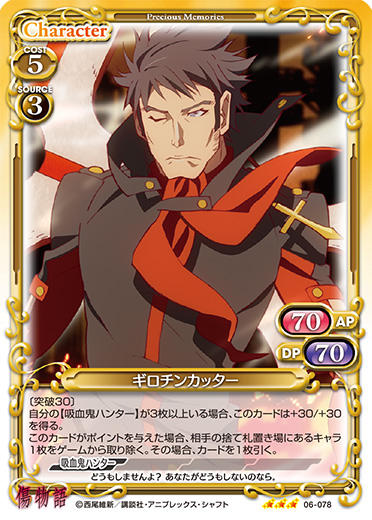 Precious Memories
Character
COST
5
SOURCE
3
70 AP
DP 70
ギロチンカッター
〔突破30〕
自分の【吸血鬼ハンター】が3枚以上いる場合、このカードは+30/+30
を得る。
このカードがポイントを与えた場合、相手の捨て札置き場にあるキャラ
1枚をゲームから取り除く。その場合、カードを1枚引く。
吸血鬼ハンター
どうもしませんよ? あなたがどうもしないのなら。
傷物語
©西尾維新/講談社・アニプレックス・シャフト
06-078